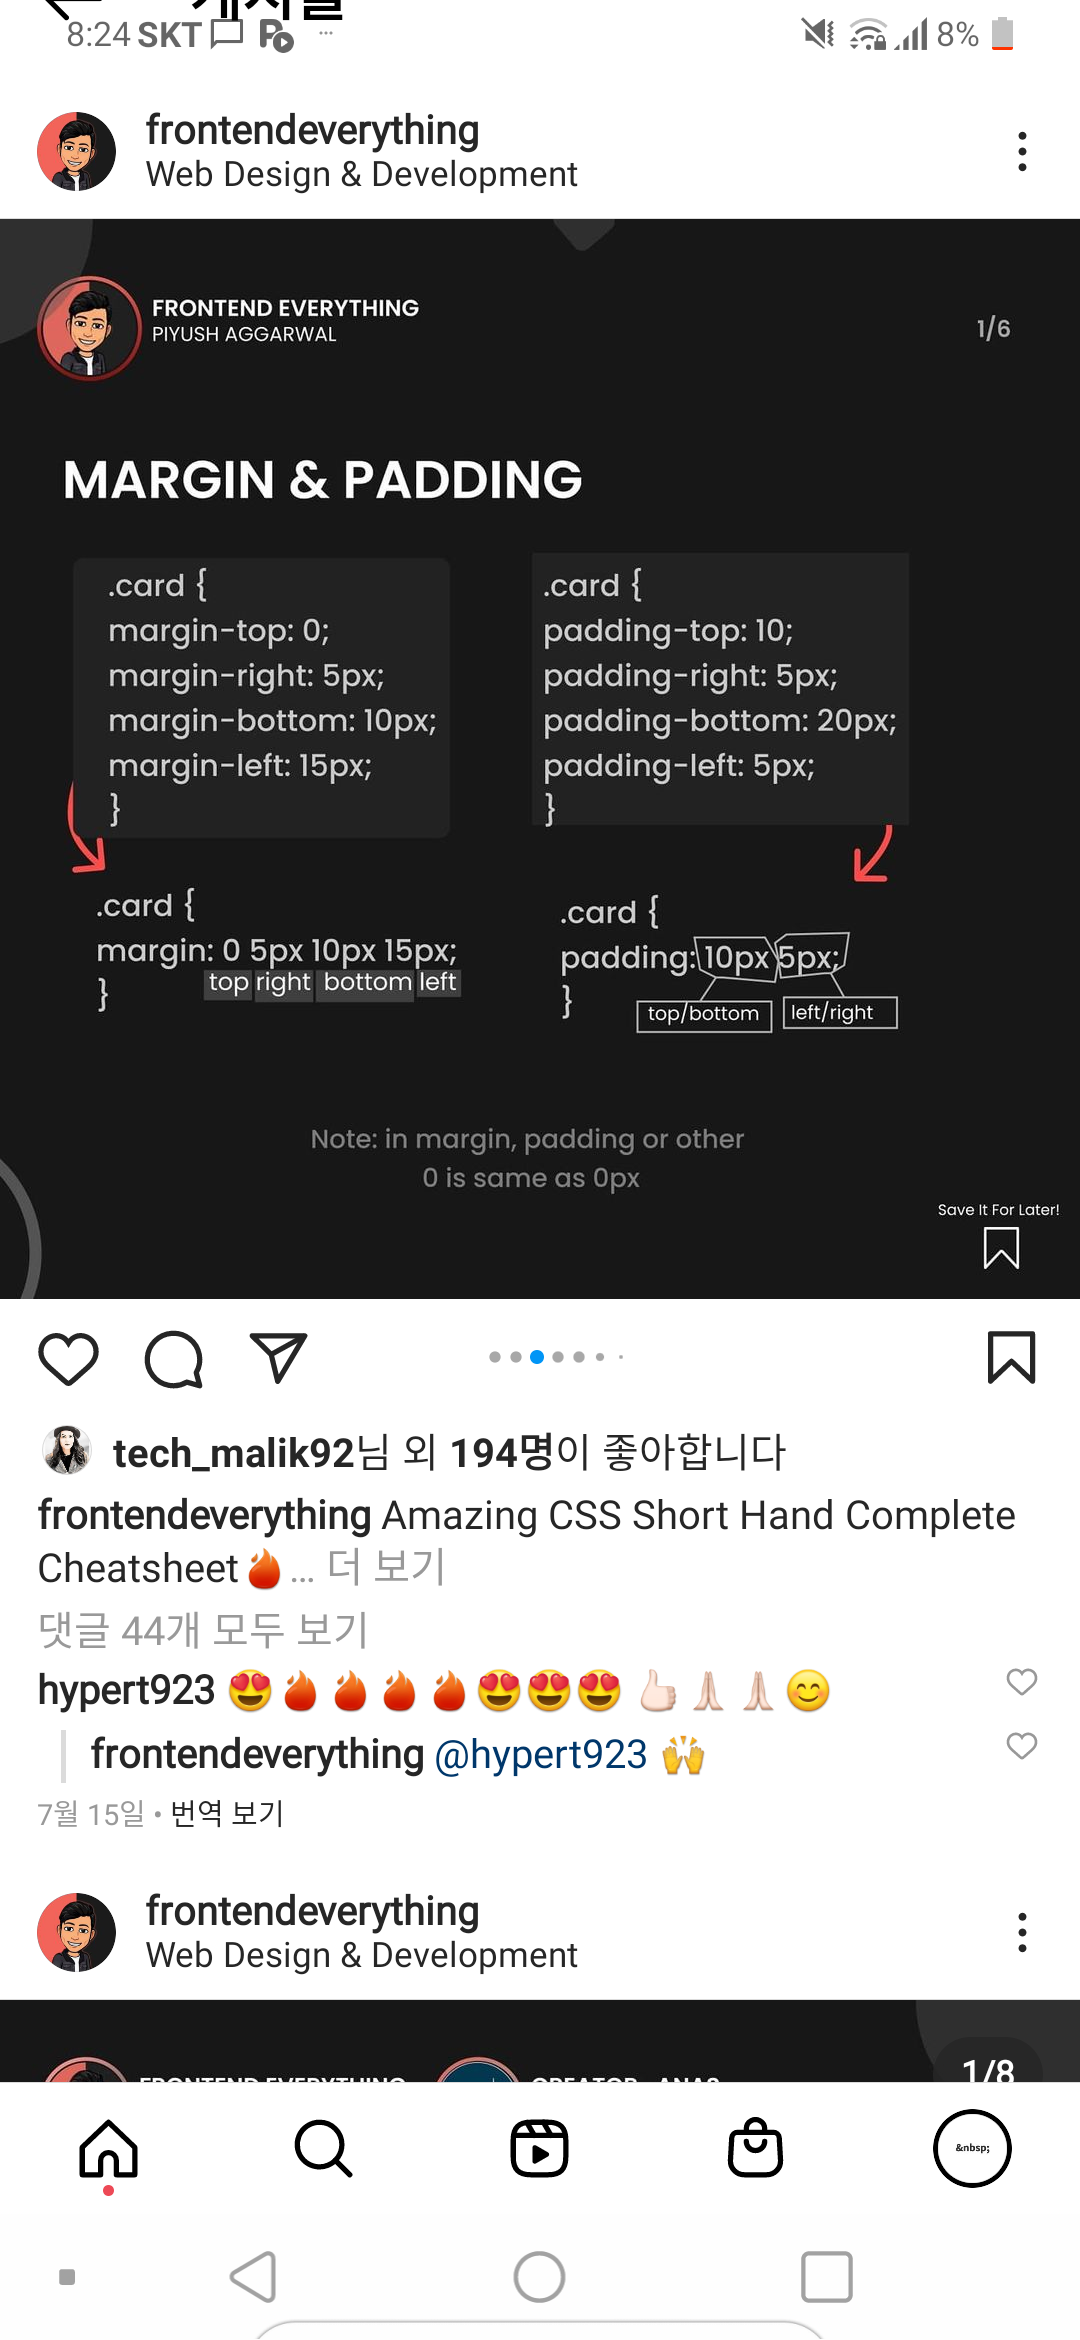 게시물
8:24 SKT
8%
frontendeverything
Web Design & Development
FRONTEND EVERYTHING
PIYUSH AGGARWAL
1/6
MARGIN & PADDING
.card {
margin-top: 0;
margin-right: 5px;
margin-bottom: 10px;
margin-left: 15px;
}
.card {
padding-top: 10;
padding-right: 5px;
padding-bottom: 20px;
padding-left: 5px;
}
.card {
margin: 0 5px 10px 15px;
top right bottom left
}
.card {
padding: 10px 5px;
}
top/bottom left/right
Note: in margin, padding or other
0 is same as 0px
Save It For Later!
tech_malik92님 외 194명이 좋아합니다
frontendeverything Amazing CSS Short Hand Complete
Cheatsheet🔥... 더 보기
댓글 44개 모두 보기
hypert923 😍🔥🔥🔥🔥😍😍😍👍🏻🙏🏻🙏🏻😊
frontendeverything @hypert923 🙌
7월 15일 • 번역 보기
frontendeverything
Web Design & Development
FRONTEND EVERYTHING
CREATOR - ANAS
1/8
&nbsp;